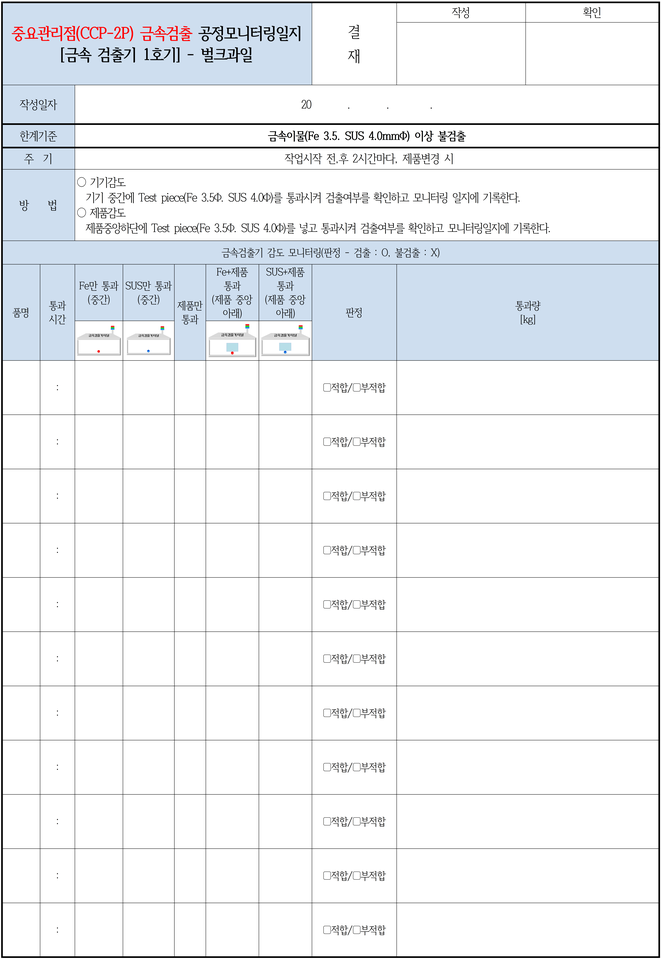 중요관리점(CCP-2P) 금속검출 공정모니터링일지
[금속 검출기 1호기] - 벌크과일
결
재
작성
확인
작성일자
20 . . .
한계기준
금속이물(Fe 3.5. SUS 4.0mmΦ) 이상 불검출
주 기
작업시작 전,후 2시간마다, 제품변경 시
방 법
○ 기기감도
기기 중간에 Test piece(Fe 3.5Φ. SUS 4.0Φ)를 통과시켜 검출여부를 확인하고 모니터링 일지에 기록한다.
○ 제품감도
제품중앙하단에 Test piece(Fe 3.5Φ. SUS 4.0Φ)를 넣고 통과시켜 검출여부를 확인하고 모니터링일지에 기록한다.
금속검출기 감도 모니터링(판정 - 검출 : O. 불검출 : X)
품명
통과
시간
Fe만 통과
(중간)
SUS만 통과
(중간)
제품만
통과
Fe+제품
통과
(제품 중앙
아래)
SUS+제품
통과
(제품 중앙
아래)
판정
통과량
[kg]
: □적합/□부적합
: □적합/□부적합
: □적합/□부적합
: □적합/□부적합
: □적합/□부적합
: □적합/□부적합
: □적합/□부적합
: □적합/□부적합
: □적합/□부적합
: □적합/□부적합
: □적합/□부적합